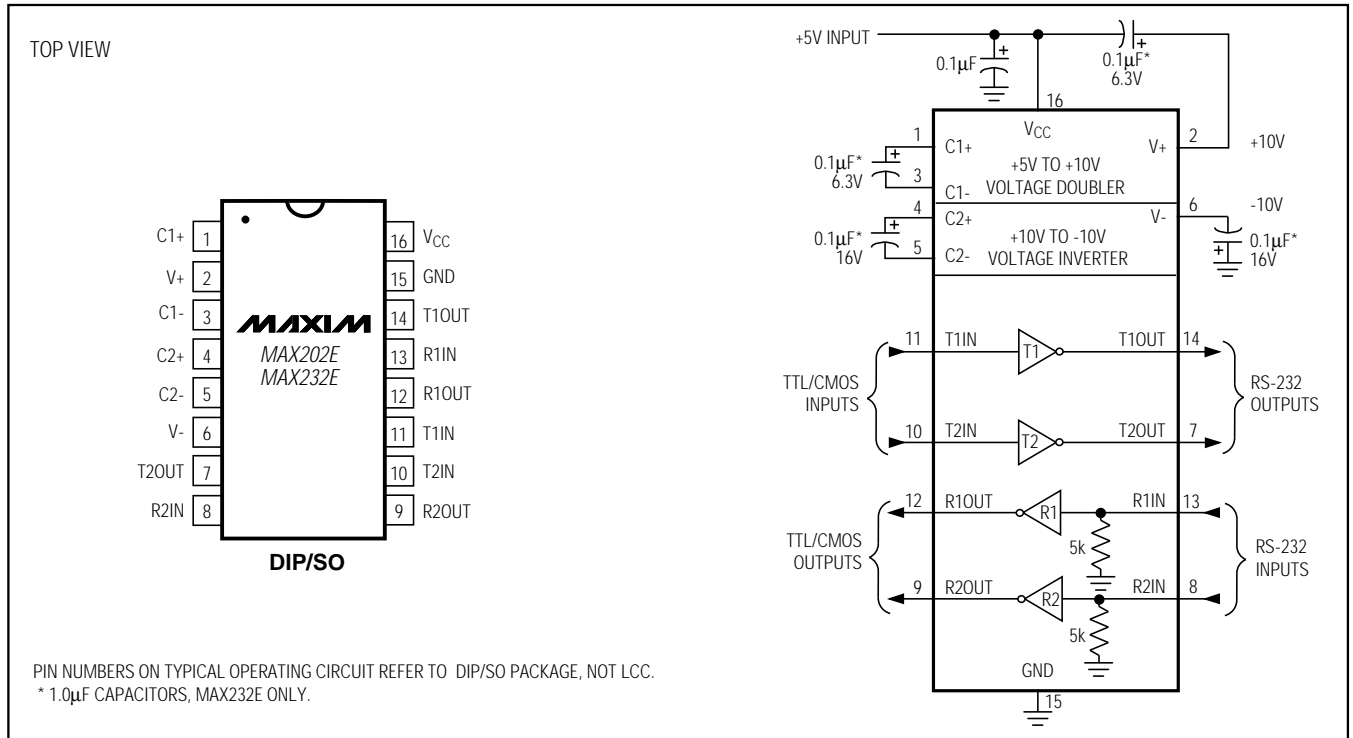 TOP VIEW
C1+ 1
V+ 2
C1- 3
C2+ 4
C2- 5
V- 6
T2OUT 7
R2IN 8
16 VCC
15 GND
14 T1OUT
13 R1IN
12 R1OUT
11 T1IN
10 T2IN
9 R2OUT
MAXIM
MAX202E
MAX232E
DIP/SO
+5V INPUT
0.1µF
0.1µF*
6.3V
16
VCC
1 C1+
3 C1-
0.1µF*
6.3V
+5V TO +10V
VOLTAGE DOUBLER
V+ 2 +10V
4 C2+
5 C2-
0.1µF*
16V
+10V TO -10V
VOLTAGE INVERTER
V- 6 -10V
0.1µF*
16V
TTL/CMOS
INPUTS
11 T1IN T1 T1OUT 14
10 T2IN T2 T2OUT 7
RS-232
OUTPUTS
TTL/CMOS
OUTPUTS
12 R1OUT R1 R1IN 13
5k
9 R2OUT R2 R2IN 8
5k
RS-232
INPUTS
GND
15
PIN NUMBERS ON TYPICAL OPERATING CIRCUIT REFER TO DIP/SO PACKAGE, NOT LCC.
* 1.0µF CAPACITORS, MAX232E ONLY.